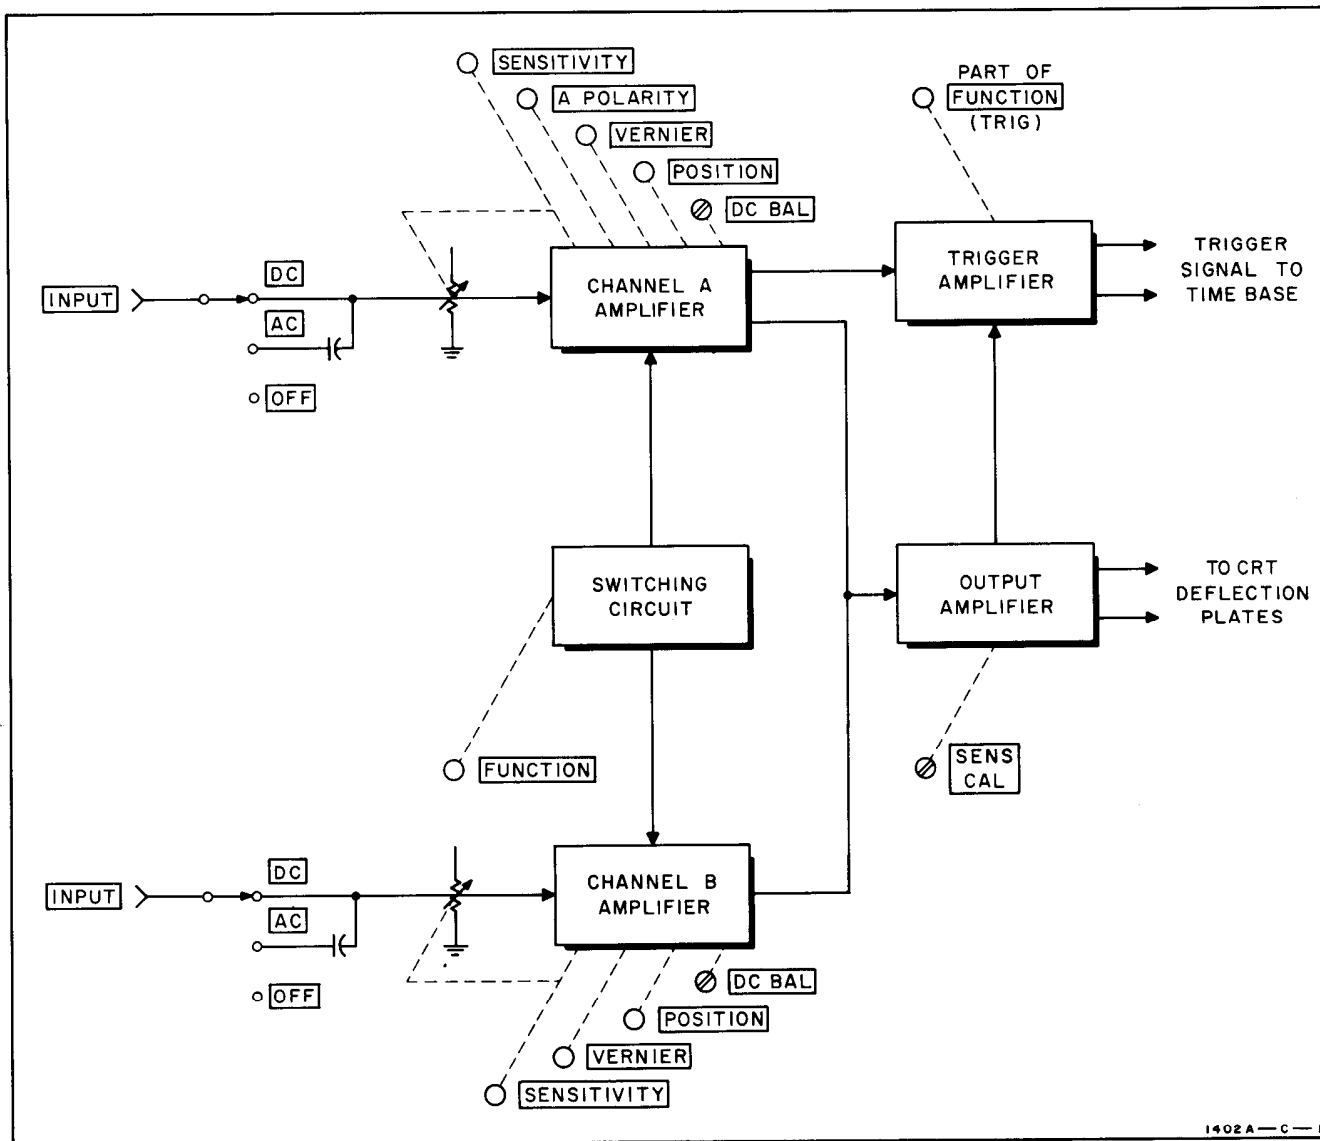 SENSITIVITY
A POLARITY
VERNIER
POSITION
DC BAL
PART OF
FUNCTION
(TRIG)
INPUT
DC
AC
OFF
CHANNEL A
AMPLIFIER
TRIGGER
AMPLIFIER
TRIGGER
SIGNAL TO
TIME BASE
SWITCHING
CIRCUIT
OUTPUT
AMPLIFIER
TO CRT
DEFLECTION
PLATES
FUNCTION
SENS
CAL
INPUT
DC
AC
OFF
CHANNEL B
AMPLIFIER
DC BAL
POSITION
VERNIER
SENSITIVITY
1402A—C—